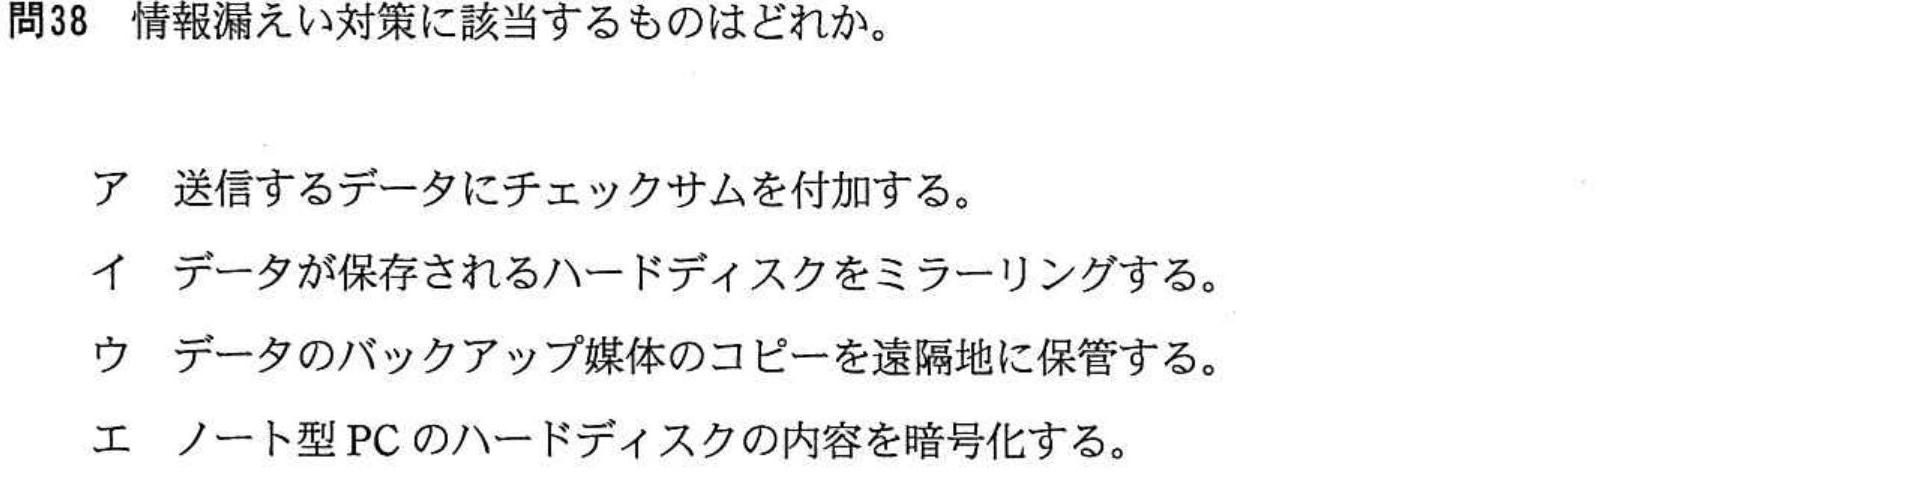 問38 情報漏えい対策に該当するものはどれか。
ア 送信するデータにチェックサムを付加する。
イ データが保存されるハードディスクをミラーリングする。
ウ データのバックアップ媒体のコピーを遠隔地に保管する。
エ ノート型 PC のハードディスクの内容を暗号化する。